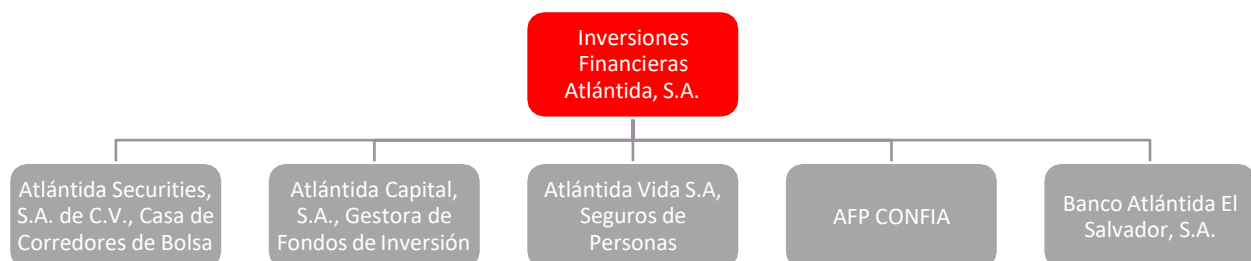 Inversiones
Financieras
Atlántida, S.A.
Atlántida Securities,
S.A. de C.V., Casa de
Corredores de Bolsa
Atlántida Capital,
S.A., Gestora de
Fondos de Inversión
Atlántida Vida S.A,
Seguros de
Personas
AFP CONFIA
Banco Atlántida El
Salvador, S.A.